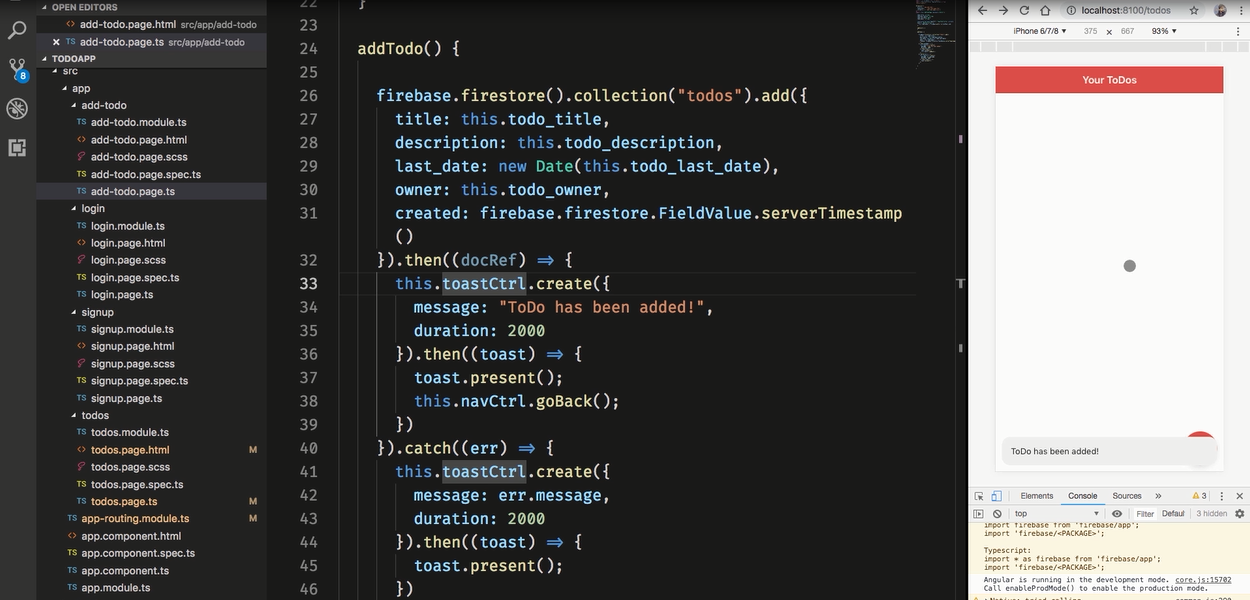 OPEN EDITORS
add-todo.page.html src/app/add-todo
TS add-todo.page.ts src/app/add-todo
TODOAPP
src
app
add-todo
TS add-todo.module.ts
<> add-todo.page.html
add-todo.page.scss
TS add-todo.page.spec.ts
TS add-todo.page.ts
login
TS login.module.ts
<> login.page.html
login.page.scss
TS login.page.spec.ts
TS login.page.ts
signup
TS signup.module.ts
<> signup.page.html
signup.page.scss
TS signup.page.spec.ts
TS signup.page.ts
todos
TS todos.module.ts
<> todos.page.html M
todos.page.scss
TS todos.page.spec.ts
TS todos.page.ts M
TS app-routing.module.ts M
<> app.component.html
TS app.component.spec.ts
TS app.component.ts
TS app.module.ts
8
22 }
23
24 addTodo() {
25
26 firebase.firestore().collection("todos").add({
27 title: this.todo_title,
28 description: this.todo_description,
29 last_date: new Date(this.todo_last_date),
30 owner: this.todo_owner,
31 created: firebase.firestore.FieldValue.serverTimestamp
()
32 }).then((docRef) => {
33 this.toastCtrl.create({
34 message: "ToDo has been added!",
35 duration: 2000
36 }).then((toast) => {
37 toast.present();
38 this.navCtrl.goBack();
39 })
40 }).catch((err) => {
41 this.toastCtrl.create({
42 message: err.message,
43 duration: 2000
44 }).then((toast) => {
45 toast.present();
46 })
localhost:8100/todos
iPhone 6/7/8 ▼ 375 × 667 93% ▼
Your ToDos
ToDo has been added!
Elements Console Sources » 3
top Filter Defaul 3 hidden
import firebase from 'firebase/app';
import 'firebase/<PACKAGE>';
Typescript:
import * as firebase from 'firebase/app';
import 'firebase/<PACKAGE>';
Angular is running in the development mode. core.js:15702
Call enableProdMode() to enable the production mode.